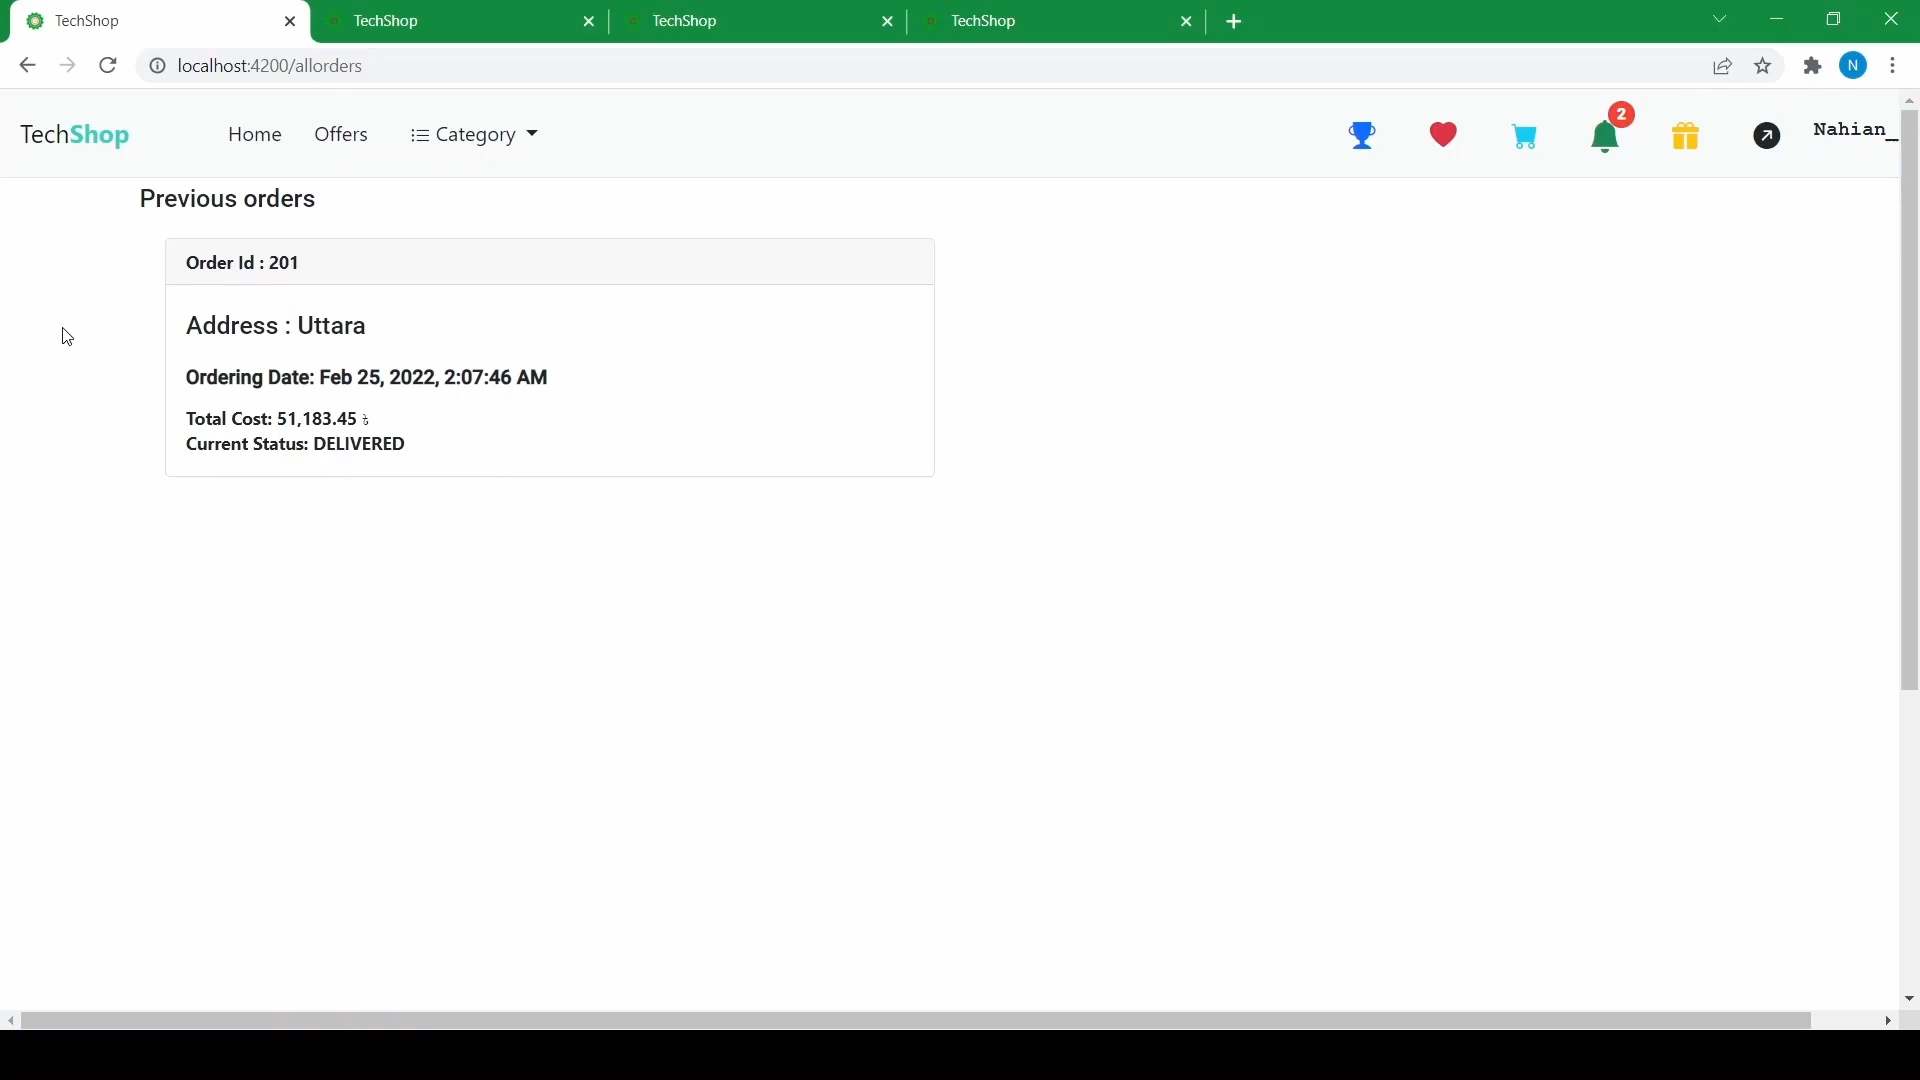 TechShop
TechShop
TechShop
TechShop
localhost:4200/allorders
N
TechShop
Home
Offers
Category
2
Nahian_
Previous orders
Order Id : 201
Address : Uttara
Ordering Date: Feb 25, 2022, 2:07:46 AM
Total Cost: 51,183.45 ৳
Current Status: DELIVERED